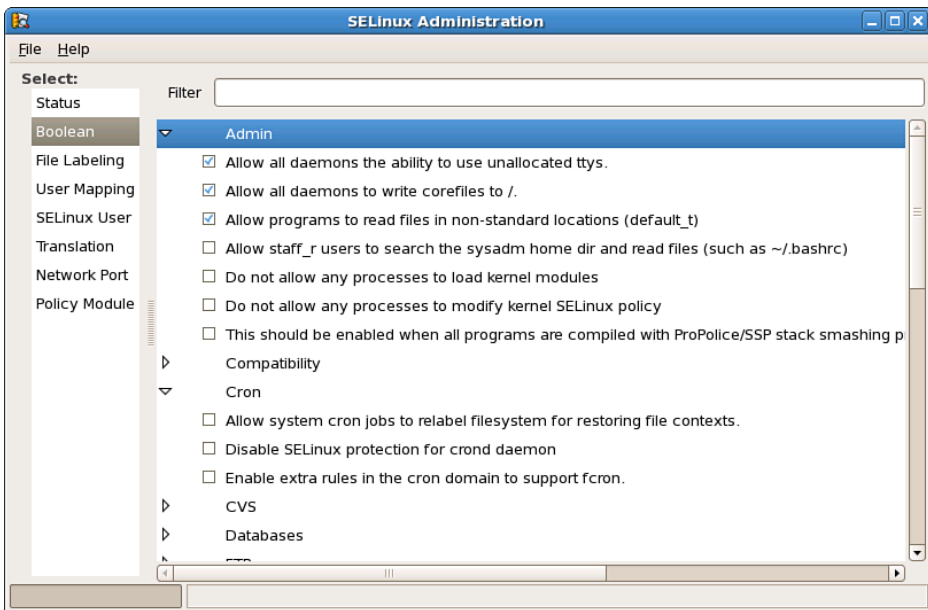 SELinux Administration
File Help
Select:
Status
Boolean
File Labeling
User Mapping
SELinux User
Translation
Network Port
Policy Module
Filter
Admin
Allow all daemons the ability to use unallocated ttys.
Allow all daemons to write corefiles to /.
Allow programs to read files in non-standard locations (default_t)
Allow staff_r users to search the sysadm home dir and read files (such as ~/.bashrc)
Do not allow any processes to load kernel modules
Do not allow any processes to modify kernel SELinux policy
This should be enabled when all programs are compiled with ProPolice/SSP stack smashing p
Compatibility
Cron
Allow system cron jobs to relabel filesystem for restoring file contexts.
Disable SELinux protection for crond daemon
Enable extra rules in the cron domain to support fcron.
CVS
Databases